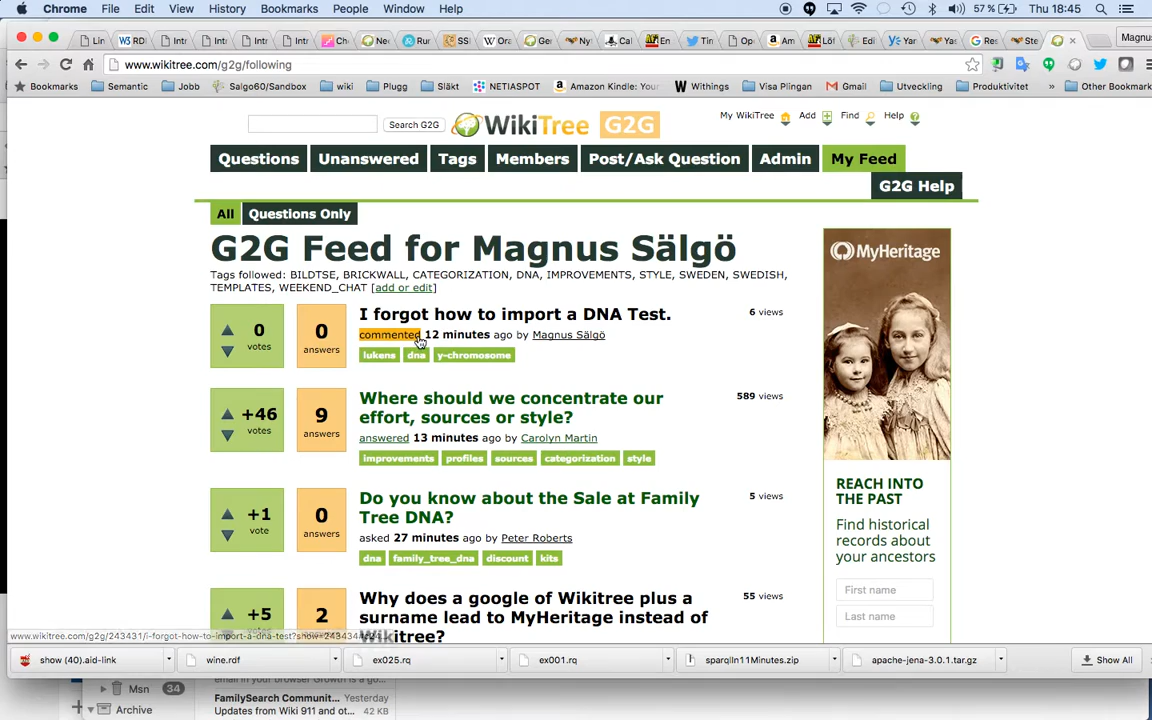 Chrome File Edit View History Bookmarks People Window Help 57 % Thu 18:45
Lin W3 RD Intr Int Int Intr Ch Nec Rur SSI Ora Ge Ny Cal En Tin Op Am Löf Edi Yar Yas Res Ste Magnu
www.wikitree.com/g2g/following
Bookmarks Semantic Jobb Salgo60/Sandbox wiki Plugg Släkt NETIASPOT Amazon Kindle: You Withings Visa Plingan Gmail Utveckling Produktivitet » Other Bookmark
Search G2G WikiTree G2G My WikiTree Add Find Help
Questions Unanswered Tags Members Post/Ask Question Admin My Feed
G2G Help
All Questions Only
G2G Feed for Magnus Sälgö
Tags followed: BILDTSE, BRICKWALL, CATEGORIZATION, DNA, IMPROVEMENTS, STYLE, SWEDEN, SWEDISH,
TEMPLATES, WEEKEND_CHAT [add or edit]
0 votes
0 answers
I forgot how to import a DNA Test.
6 views
commented 12 minutes ago by Magnus Sälgö
lukens dna y-chromosome
+46 votes
9 answers
Where should we concentrate our
effort, sources or style?
589 views
answered 13 minutes ago by Carolyn Martin
improvements profiles sources categorization style
+1 vote
0 answers
Do you know about the Sale at Family
Tree DNA?
5 views
asked 27 minutes ago by Peter Roberts
dna family_tree_dna discount kits
+5
2
Why does a google of Wikitree plus a
surname lead to MyHeritage instead of
Wikitree?
55 views
MyHeritage
REACH INTO
THE PAST
Find historical
records about
your ancestors
First name
Last name
www.wikitree.com/g2g/243431/i-forgot-how-to-import-a-dna-test?show=243434
show (40).aid-link wine.rdf ex025.rq ex001.rq sparqlIn11Minutes.zip apache-jena-3.0.1.tar.gz Show All
Msn 34
Archive
email in your browser Growth is a go
FamilySearch Communit... Yesterday
Updates from Wiki 911 and ot... 42 KB